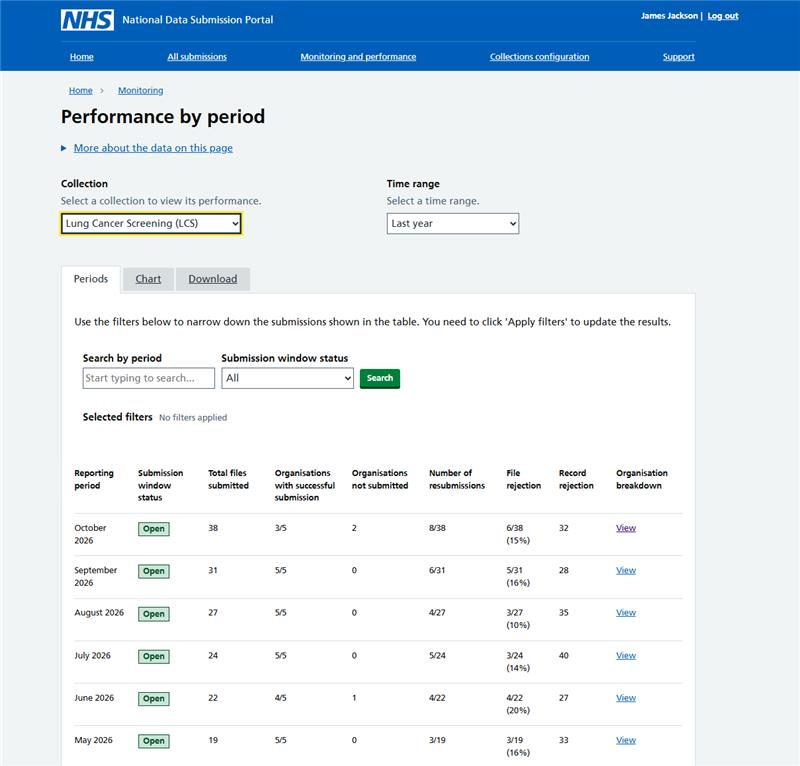 NHS National Data Submission Portal
James Jackson | Log out
Home All submissions Monitoring and performance Collections configuration Support
Home > Monitoring
Performance by period
More about the data on this page
Collection
Select a collection to view its performance.
Lung Cancer Screening (LCS)
Time range
Select a time range.
Last year
Periods Chart Download
Use the filters below to narrow down the submissions shown in the table. You need to click 'Apply filters' to update the results.
Search by period
Start typing to search...
Submission window status
All
Search
Selected filters No filters applied
Reporting period Submission window status Total files submitted Organisations with successful submission Organisations not submitted Number of resubmissions File rejection Record rejection Organisation breakdown
October 2026 Open 38 3/5 2 8/38 6/38 (15%) 32 View
September 2026 Open 31 5/5 0 6/31 5/31 (16%) 28 View
August 2026 Open 27 5/5 0 4/27 3/27 (10%) 35 View
July 2026 Open 24 5/5 0 5/24 3/24 (14%) 40 View
June 2026 Open 22 4/5 1 4/22 4/22 (20%) 27 View
May 2026 Open 19 5/5 0 3/19 3/19 (16%) 33 View